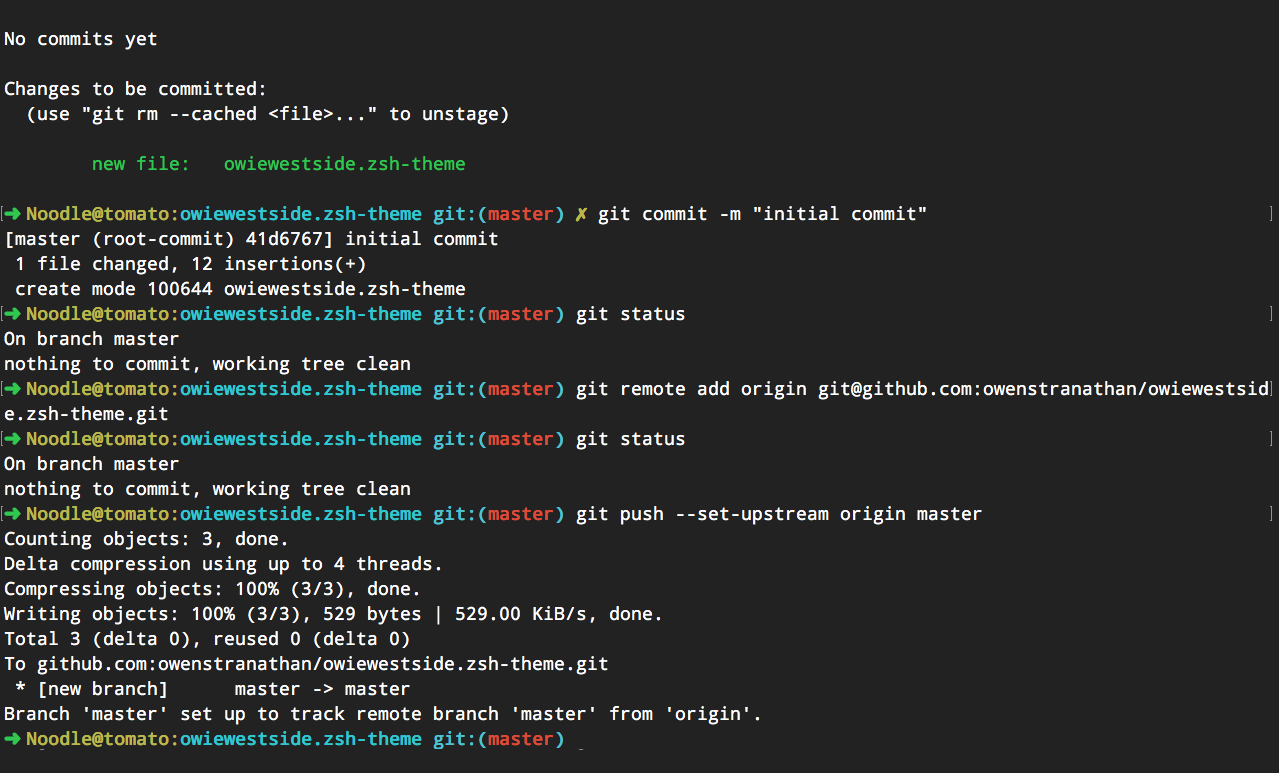 No commits yet
Changes to be committed:
  (use "git rm --cached <file>..." to unstage)
        new file:   owiewestside.zsh-theme
[➜ Noodle@tomato:owiewestside.zsh-theme git:(master) ✗ git commit -m "initial commit" ]
[master (root-commit) 41d6767] initial commit
 1 file changed, 12 insertions(+)
 create mode 100644 owiewestside.zsh-theme
[➜ Noodle@tomato:owiewestside.zsh-theme git:(master) git status ]
On branch master
nothing to commit, working tree clean
[➜ Noodle@tomato:owiewestside.zsh-theme git:(master) git remote add origin git@github.com:owenstranathan/owiewestsid]
e.zsh-theme.git
[➜ Noodle@tomato:owiewestside.zsh-theme git:(master) git status ]
On branch master
nothing to commit, working tree clean
[➜ Noodle@tomato:owiewestside.zsh-theme git:(master) git push --set-upstream origin master ]
Counting objects: 3, done.
Delta compression using up to 4 threads.
Compressing objects: 100% (3/3), done.
Writing objects: 100% (3/3), 529 bytes | 529.00 KiB/s, done.
Total 3 (delta 0), reused 0 (delta 0)
To github.com:owenstranathan/owiewestside.zsh-theme.git
 * [new branch]      master -> master
Branch 'master' set up to track remote branch 'master' from 'origin'.
➜ Noodle@tomato:owiewestside.zsh-theme git:(master)